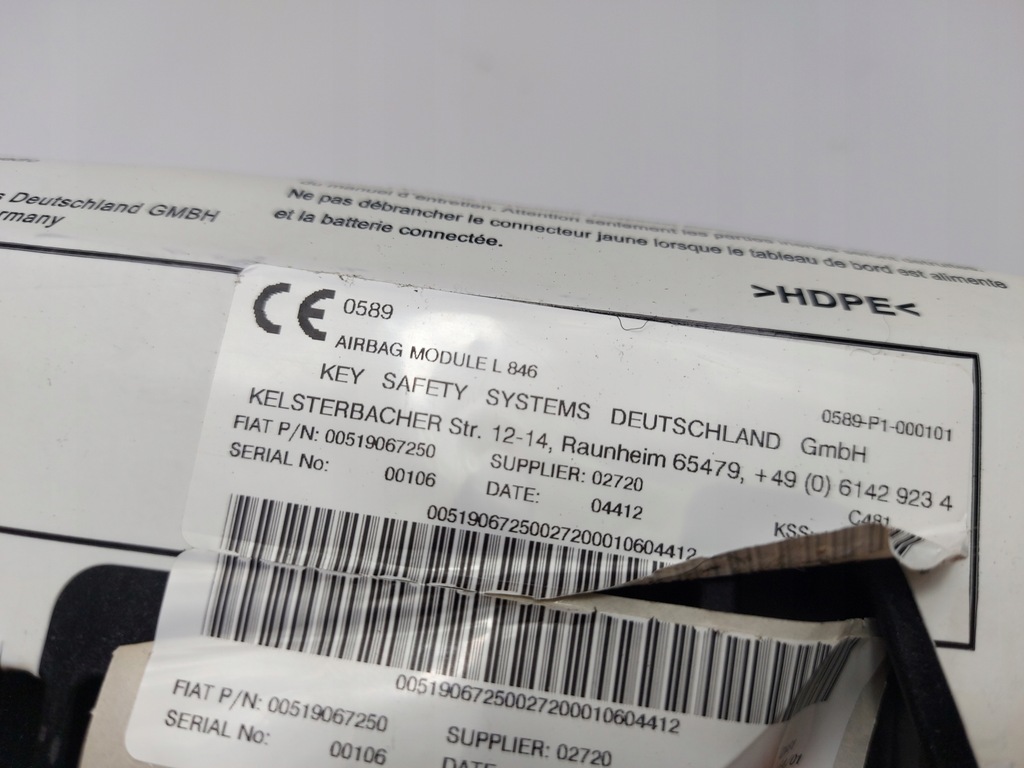 Deutschland GMBH
Ne pas débrancher le connecteur jaune lorsque le tableau de bord est alimente
et la batterie connectée.
>HDPE<
CE 0589
AIRBAG MODULE L 846
0589-P1-000101
KEY SAFETY SYSTEMS DEUTSCHLAND GmbH
KELSTERBACHER Str. 12-14, Raunheim 65479, +49 (0) 6142 923 4
FIAT P/N: 00519067250 SUPPLIER: 02720
SERIAL No: 00106 DATE: 04412
C481
KSS
00519067250027200010604412
00519067250027200010604412
FIAT P/N: 00519067250 SUPPLIER: 02720
SERIAL No: 00106